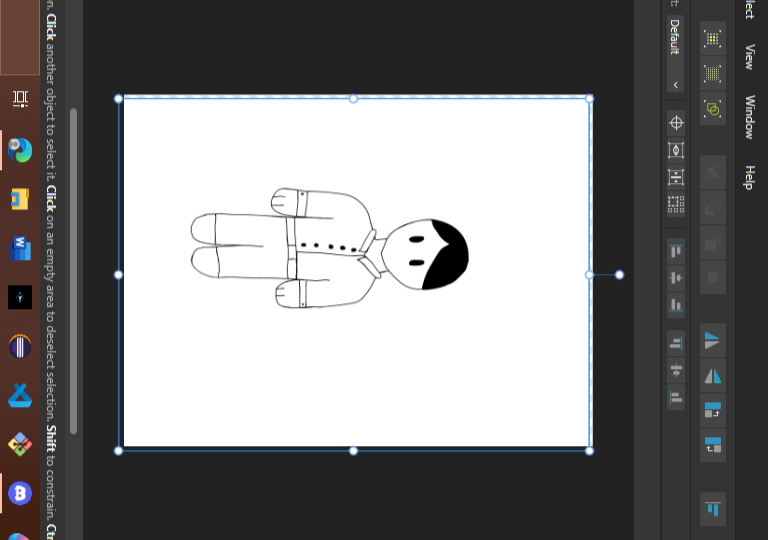 lect View Window Help
t: Default
n. Click another object to select it. Click on an empty area to deselect selection. Shift to constrain. Ctr